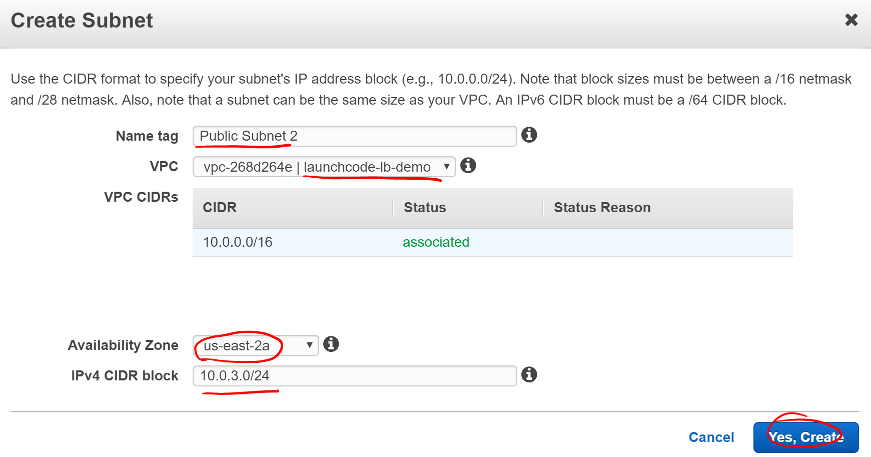 Create Subnet
Use the CIDR format to specify your subnet's IP address block (e.g., 10.0.0.0/24). Note that block sizes must be between a /16 netmask
and /28 netmask. Also, note that a subnet can be the same size as your VPC. An IPv6 CIDR block must be a /64 CIDR block.
Name tag Public Subnet 2
VPC vpc-268d264e | launchcode-lb-demo
VPC CIDRs
CIDR Status Status Reason
10.0.0.0/16 associated
Availability Zone us-east-2a
IPv4 CIDR block 10.0.3.0/24
Cancel Yes, Create